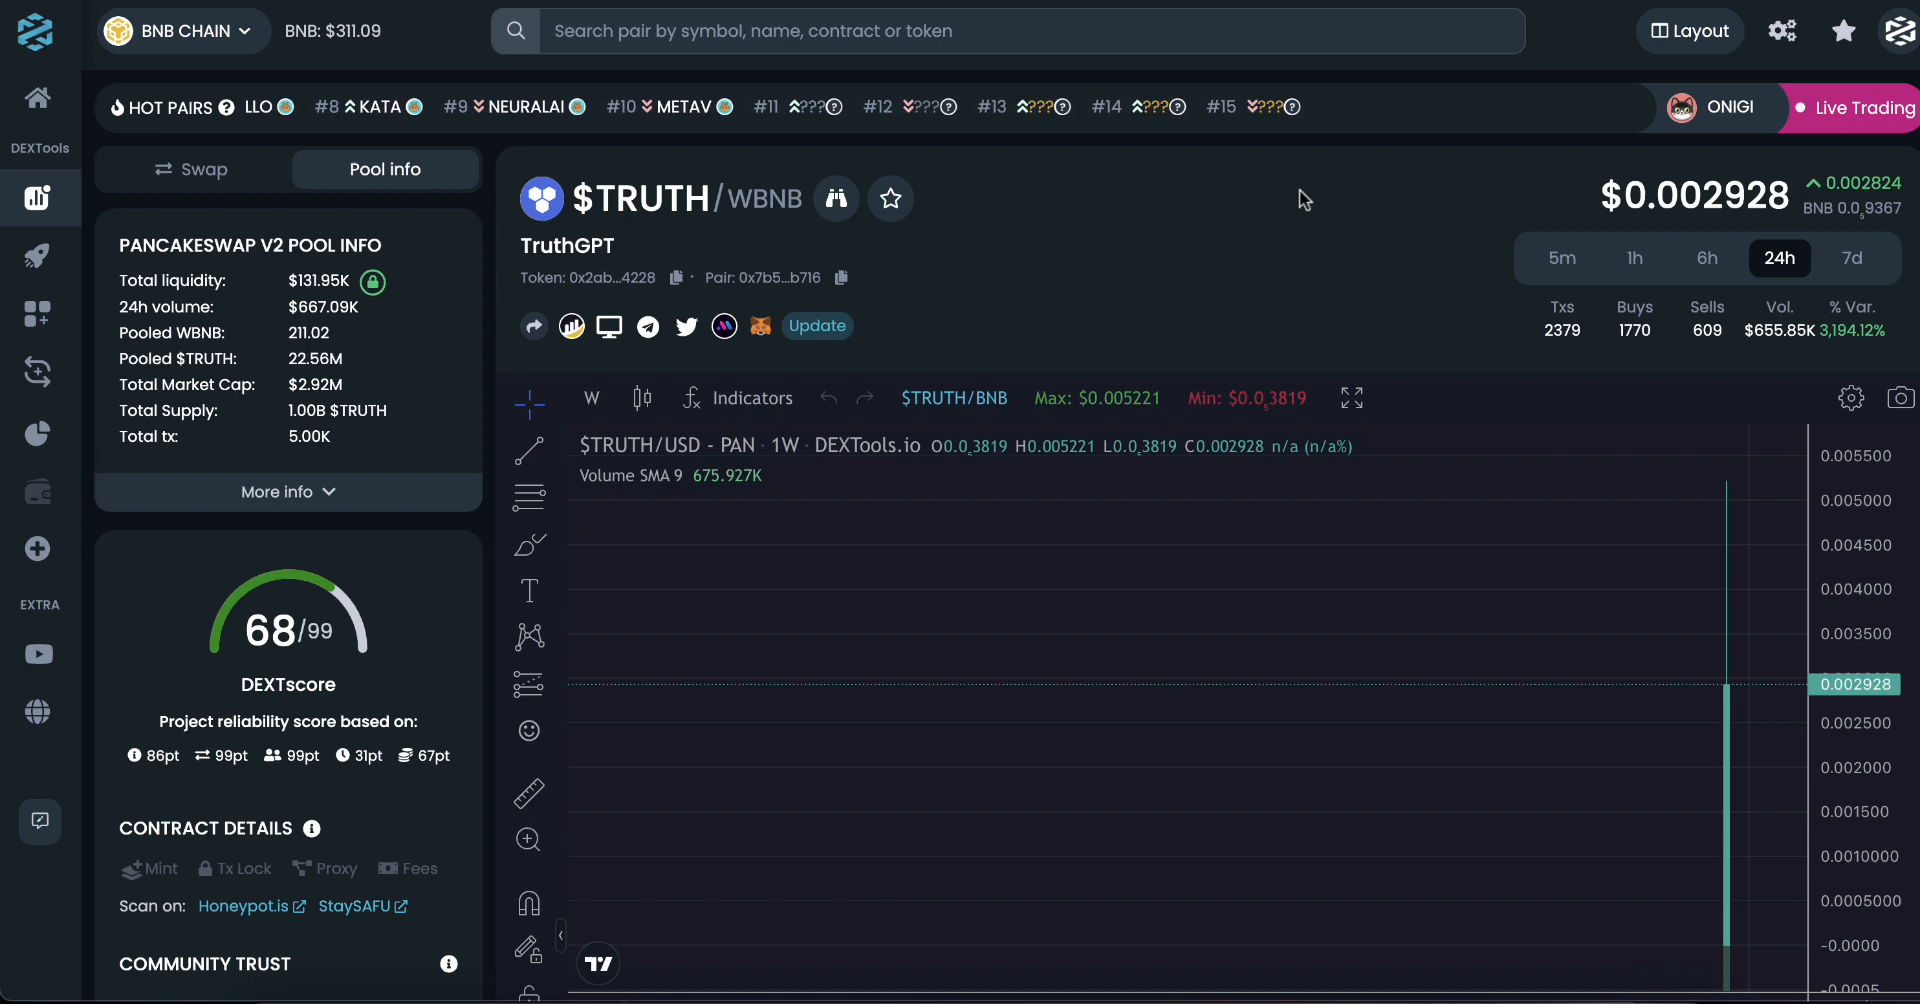 BNB CHAIN
BNB: $311.09
Search pair by symbol, name, contract or token
Layout
HOT PAIRS
LLO
#8 KATA
#9 NEURALAI
#10 METAV
#11 ???
#12 ???
#13 ???
#14 ???
#15 ???
ONIGI
Live Trading
DEXTools
EXTRA
Swap
Pool info
PANCAKESWAP V2 POOL INFO
Total liquidity: $131.95K
24h volume: $667.09K
Pooled WBNB: 211.02
Pooled $TRUTH: 22.56M
Total Market Cap: $2.92M
Total Supply: 1.00B $TRUTH
Total tx: 5.00K
More info
68/99
DEXTscore
Project reliability score based on:
86pt 99pt 99pt 31pt 67pt
CONTRACT DETAILS
Mint Tx Lock Proxy Fees
Scan on: Honeypot.is StaySAFU
COMMUNITY TRUST
$TRUTH/WBNB
TruthGPT
Token: 0x2ab...4228 · Pair: 0x7b5...b716
Update
$0.002928
0.002824
BNB 0.0₅9367
5m 1h 6h 24h 7d
Txs Buys Sells Vol. % Var.
2379 1770 609 $655.85K 3,194.12%
W
Indicators
$TRUTH/BNB
Max: $0.005221
Min: $0.0₅3819
$TRUTH/USD - PAN · 1W · DEXTools.io O0.0₅3819 H0.005221 L0.0₅3819 C0.002928 n/a (n/a%)
Volume SMA 9 675.927K
0.005500
0.005000
0.004500
0.004000
0.003500
0.002928
0.002500
0.002000
0.001500
0.0010000
0.0005000
-0.0000
-0.0005